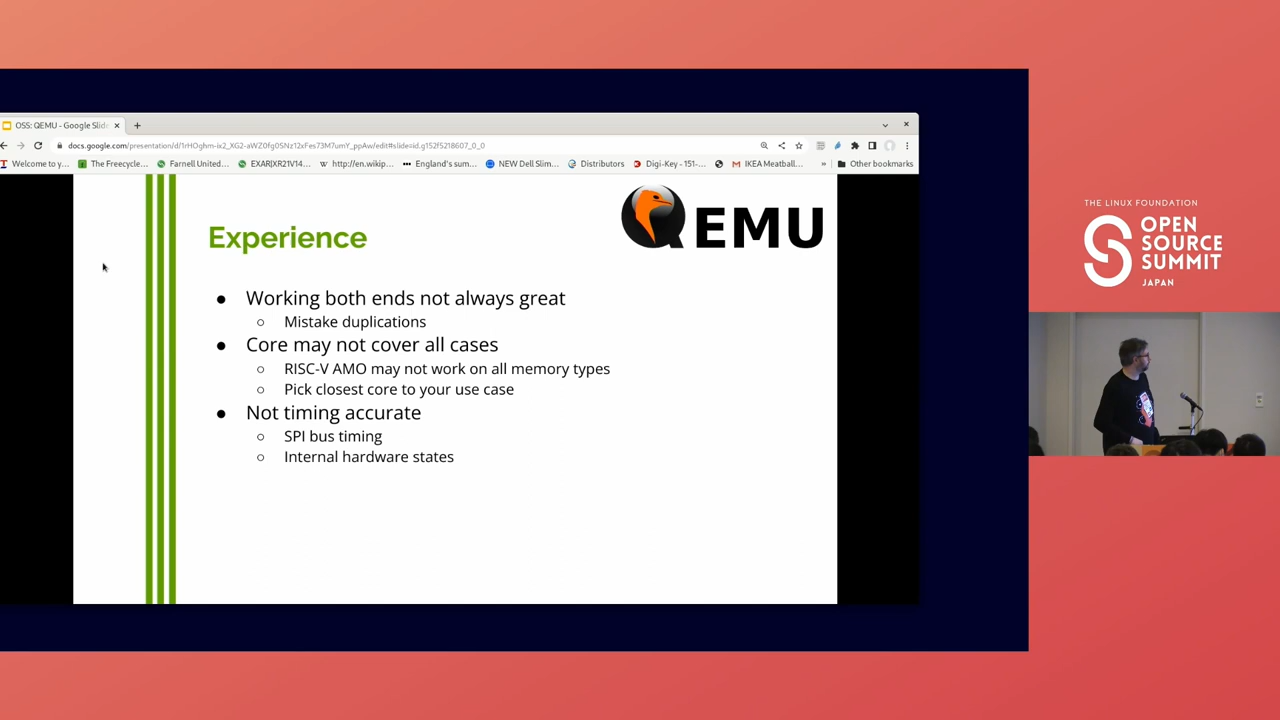 OSS: QEMU - Google Slid
docs.google.com/presentation/d/1rHOghm-ix2_XG2-aWZ0fg0SNz12xFes73M7umY_ppAw/edit#slide=id.g152f5218607_0_0
Welcome to y... The Freecycle... Farnell United... EXAR|XR21V14... http://en.wikip... England's sum... NEW Dell Slim... Distributors Digi-Key - 151-... IKEA Meatball... » Other bookmarks
QEMU
Experience
Working both ends not always great
Mistake duplications
Core may not cover all cases
RISC-V AMO may not work on all memory types
Pick closest core to your use case
Not timing accurate
SPI bus timing
Internal hardware states
THE LINUX FOUNDATION
OPEN
SOURCE
SUMMIT
JAPAN